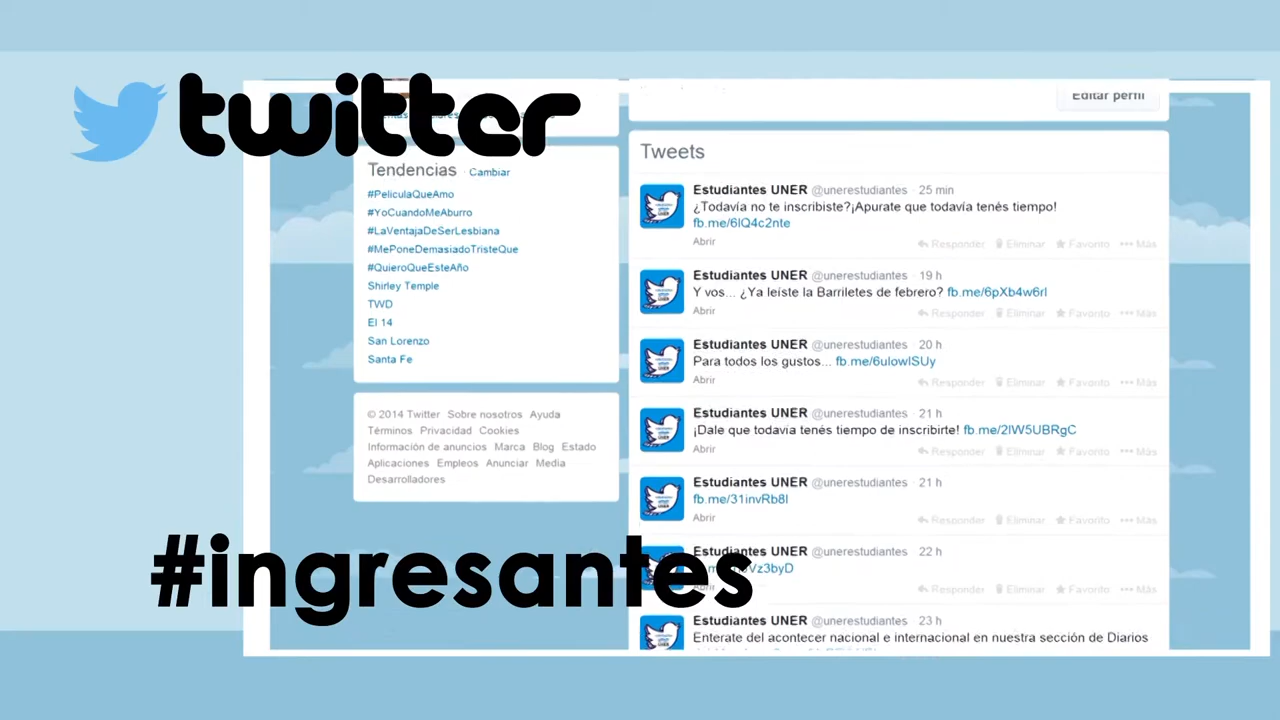 twitter
Editar perfil
Tendencias · Cambiar
#PeliculaQueAmo
#YoCuandoMeAburro
#LaVentajaDeSerLesbiana
#MePoneDemasiadoTristeQue
#QuieroQueEsteAño
Shirley Temple
TWD
El 14
San Lorenzo
Santa Fe
© 2014 Twitter Sobre nosotros Ayuda
Términos Privacidad Cookies
Información de anuncios Marca Blog Estado
Aplicaciones Empleos Anunciar Media
Desarrolladores
Tweets
Estudiantes UNER @unerestudiantes · 25 min
¿Todavía no te inscribiste?¡Apurate que todavía tenés tiempo!
fb.me/6lQ4c2nte
Abrir Responder Eliminar Favorito Más
Estudiantes UNER @unerestudiantes · 19 h
Y vos... ¿Ya leíste la Barriletes de febrero? fb.me/6pXb4w6rl
Abrir Responder Eliminar Favorito Más
Estudiantes UNER @unerestudiantes · 20 h
Para todos los gustos... fb.me/6ulowlSUy
Abrir Responder Eliminar Favorito Más
Estudiantes UNER @unerestudiantes · 21 h
¡Dale que todavia tenés tiempo de inscribirte! fb.me/2lW5UBRgC
Abrir Responder Eliminar Favorito Más
Estudiantes UNER @unerestudiantes · 21 h
fb.me/31invRb8l
Abrir Responder Eliminar Favorito Más
Estudiantes UNER @unerestudiantes · 22 h
Responder Eliminar Favorito Más
Estudiantes UNER @unerestudiantes · 23 h
Enterate del acontecer nacional e internacional en nuestra sección de Diarios
#ingresantes